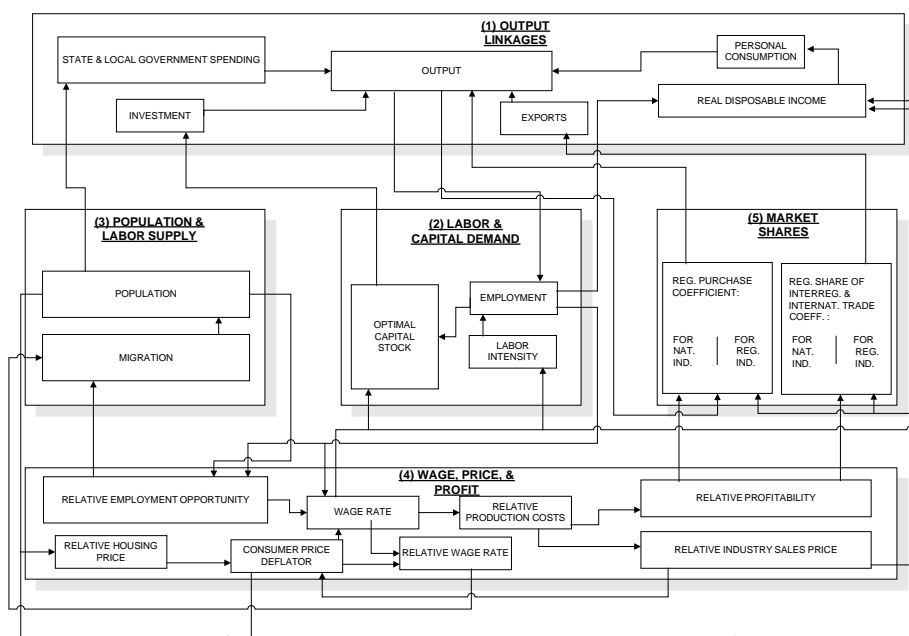 (1) OUTPUT
LINKAGES
STATE & LOCAL GOVERNMENT SPENDING
OUTPUT
PERSONAL
CONSUMPTION
INVESTMENT
EXPORTS
REAL DISPOSABLE INCOME
(3) POPULATION &
LABOR SUPPLY
POPULATION
MIGRATION
(2) LABOR &
CAPITAL DEMAND
OPTIMAL
CAPITAL
STOCK
EMPLOYMENT
LABOR
INTENSITY
(5) MARKET
SHARES
REG. PURCHASE
COEFFICIENT:
FOR
NAT.
IND.
FOR
REG.
IND.
REG. SHARE OF
INTERREG. &
INTERNAT. TRADE
COEFF. :
FOR
NAT.
IND.
FOR
REG.
IND.
(4) WAGE, PRICE, &
PROFIT
RELATIVE EMPLOYMENT OPPORTUNITY
WAGE RATE
RELATIVE
PRODUCTION COSTS
RELATIVE PROFITABILITY
RELATIVE HOUSING
PRICE
CONSUMER PRICE
DEFLATOR
RELATIVE WAGE RATE
RELATIVE INDUSTRY SALES PRICE